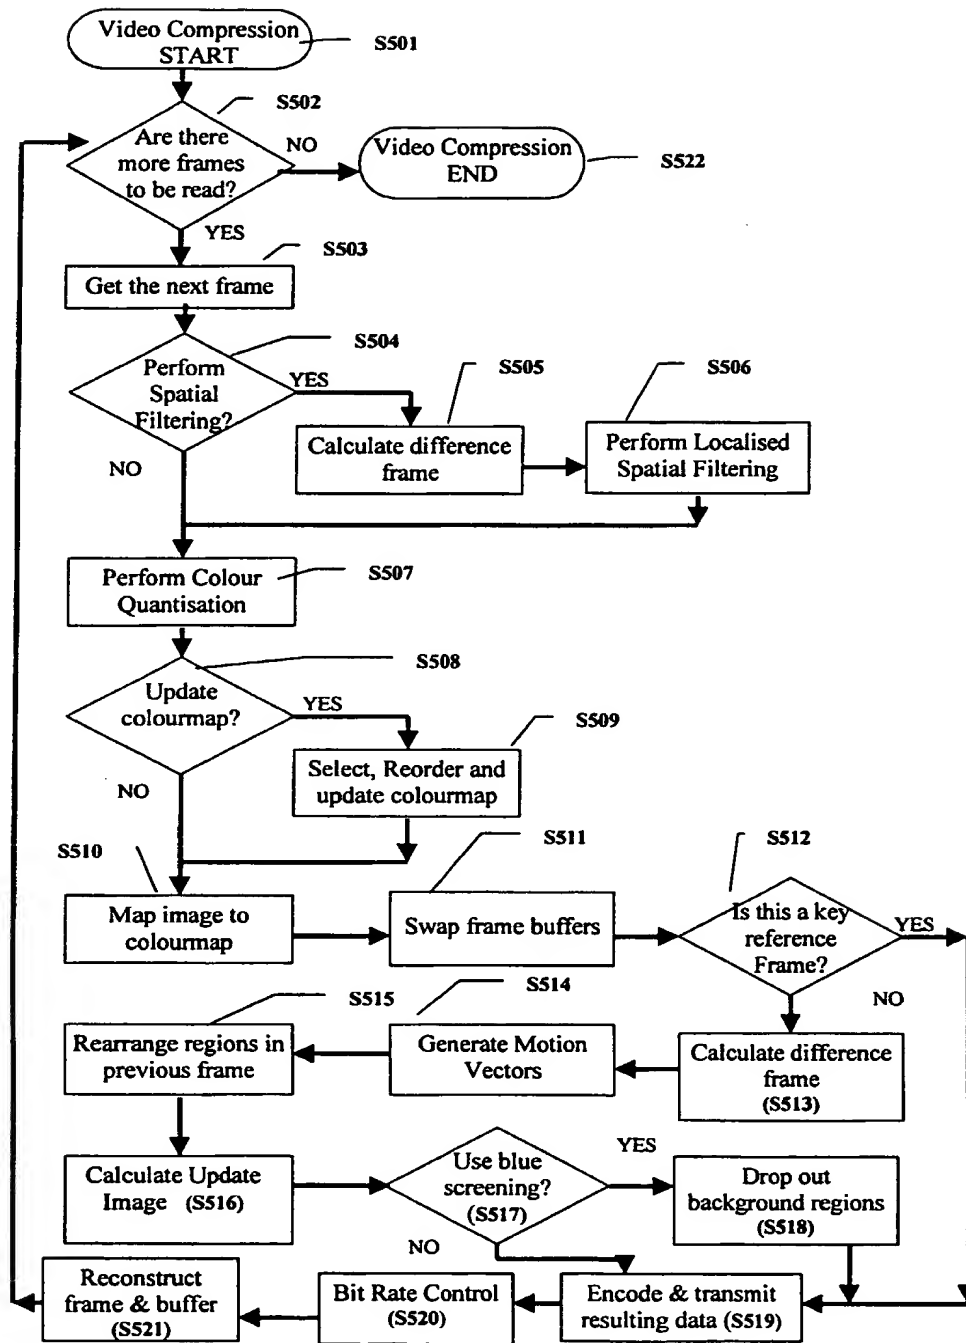 Video Compression
START
S501
S502
Are there
more frames
to be read?
NO
Video Compression
END
S522
YES
S503
Get the next frame
S504
Perform
Spatial
Filtering?
YES
S505
S506
Calculate difference
frame
Perform Localised
Spatial Filtering
NO
Perform Colour
Quantisation
S507
S508
Update
colourmap?
YES
S509
Select, Reorder and
update colourmap
NO
S510
S511
S512
Map image to
colourmap
Swap frame buffers
Is this a key
reference
Frame?
YES
NO
S515
S514
Rearrange regions in
previous frame
Generate Motion
Vectors
Calculate difference
frame
(S513)
Calculate Update
Image (S516)
Use blue
screening?
(S517)
YES
Drop out
background regions
(S518)
NO
Reconstruct
frame & buffer
(S521)
Bit Rate Control
(S520)
Encode & transmit
resulting data (S519)